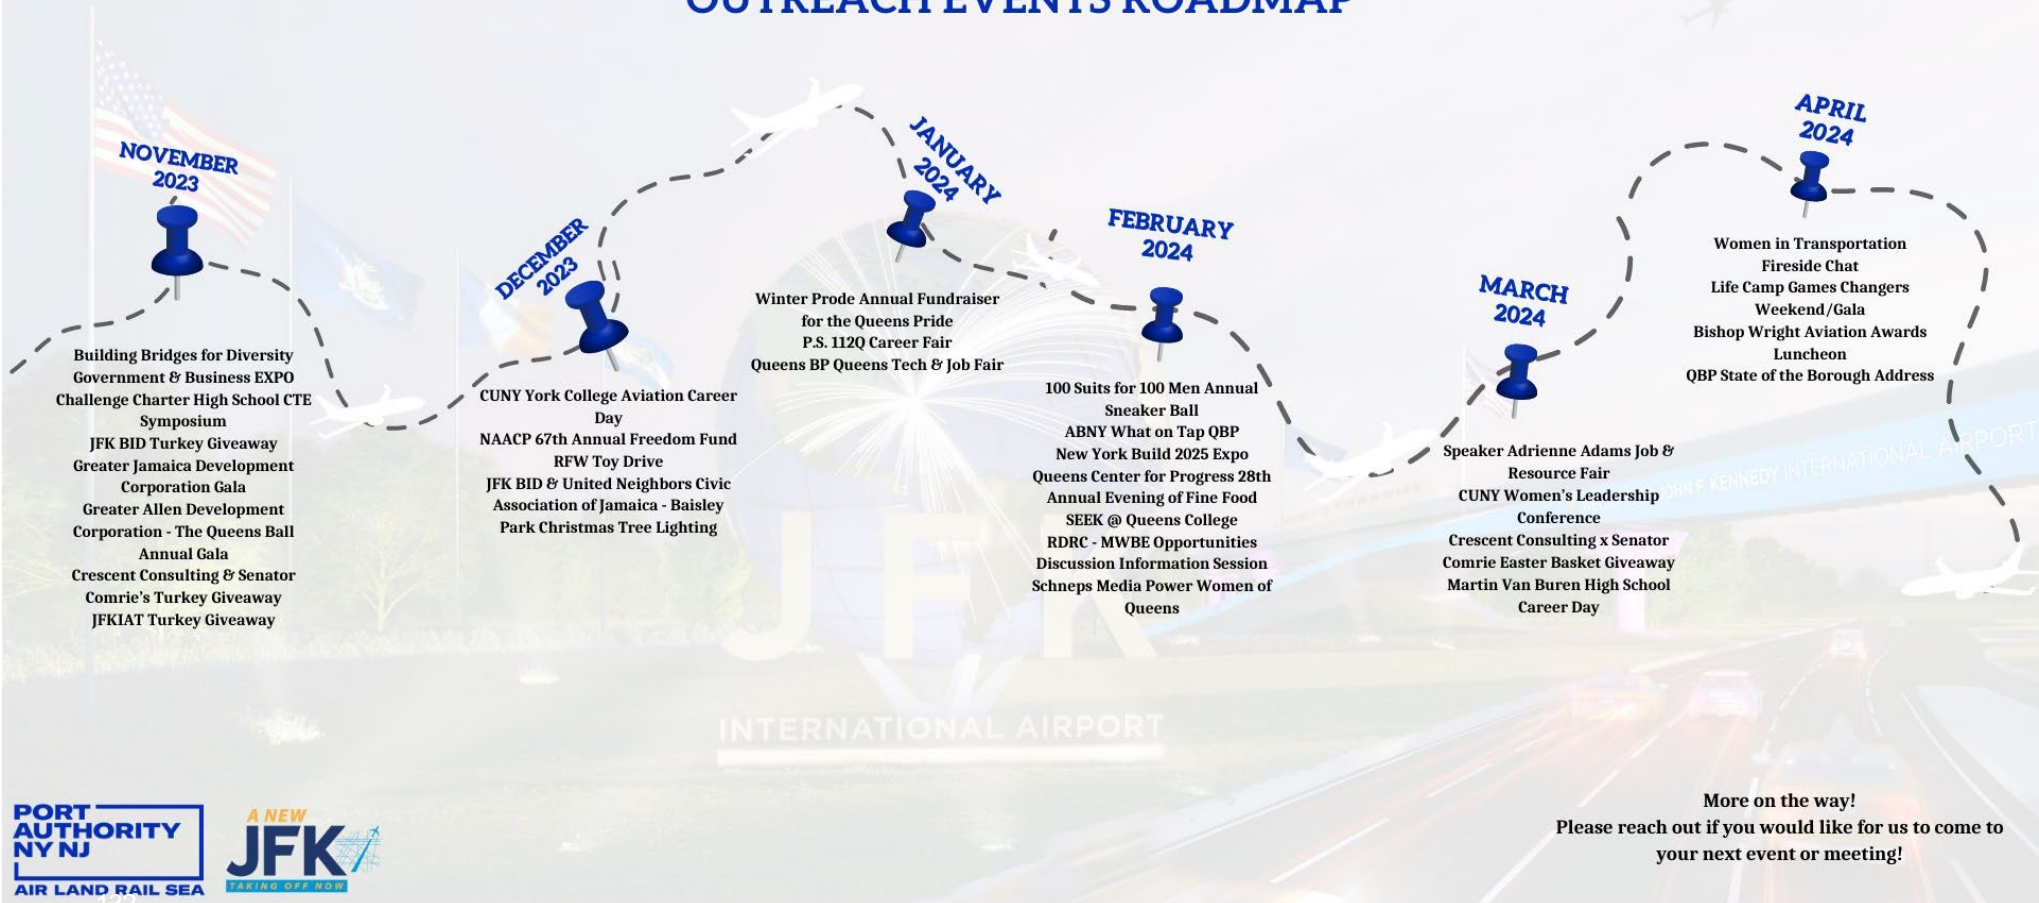 OUTREACH EVENTS ROADMAP
NOVEMBER
2023
Building Bridges for Diversity
Government & Business EXPO
Challenge Charter High School CTE
Symposium
JFK BID Turkey Giveaway
Greater Jamaica Development
Corporation Gala
Greater Allen Development
Corporation - The Queens Ball
Annual Gala
Crescent Consulting & Senator
Comrie's Turkey Giveaway
JFKIAT Turkey Giveaway
DECEMBER
2023
CUNY York College Aviation Career
Day
NAACP 67th Annual Freedom Fund
RFW Toy Drive
JFK BID & United Neighbors Civic
Association of Jamaica - Baisley
Park Christmas Tree Lighting
JANUARY
2024
Winter Prode Annual Fundraiser
for the Queens Pride
P.S. 112Q Career Fair
Queens BP Queens Tech & Job Fair
FEBRUARY
2024
100 Suits for 100 Men Annual
Sneaker Ball
ABNY What on Tap QBP
New York Build 2025 Expo
Queens Center for Progress 28th
Annual Evening of Fine Food
SEEK @ Queens College
RDRC - MWBE Opportunities
Discussion Information Session
Schneps Media Power Women of
Queens
MARCH
2024
Speaker Adrienne Adams Job &
Resource Fair
CUNY Women's Leadership
Conference
Crescent Consulting x Senator
Comrie Easter Basket Giveaway
Martin Van Buren High School
Career Day
APRIL
2024
Women in Transportation
Fireside Chat
Life Camp Games Changers
Weekend/Gala
Bishop Wright Aviation Awards
Luncheon
QBP State of the Borough Address
JOHN F. KENNEDY INTERNATIONAL AIRPORT
JFK
INTERNATIONAL AIRPORT
More on the way!
Please reach out if you would like for us to come to
your next event or meeting!
PORT
AUTHORITY
NY NJ
AIR LAND RAIL SEA
A NEW
JFK
TAKING OFF NOW